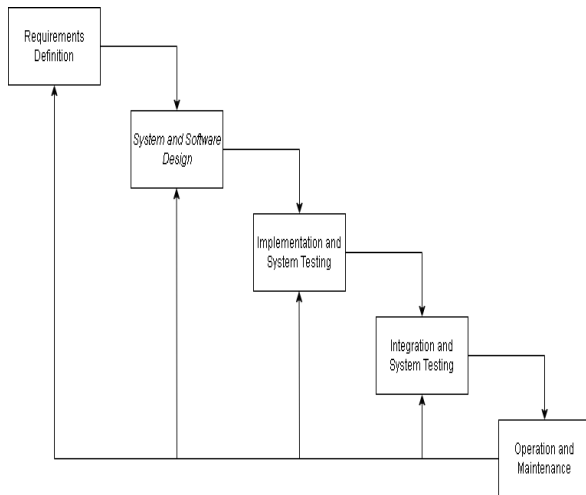 Requirements
Definition
System and Software
Design
Implementation and
System Testing
Integration and
System Testing
Operation and
Maintenance